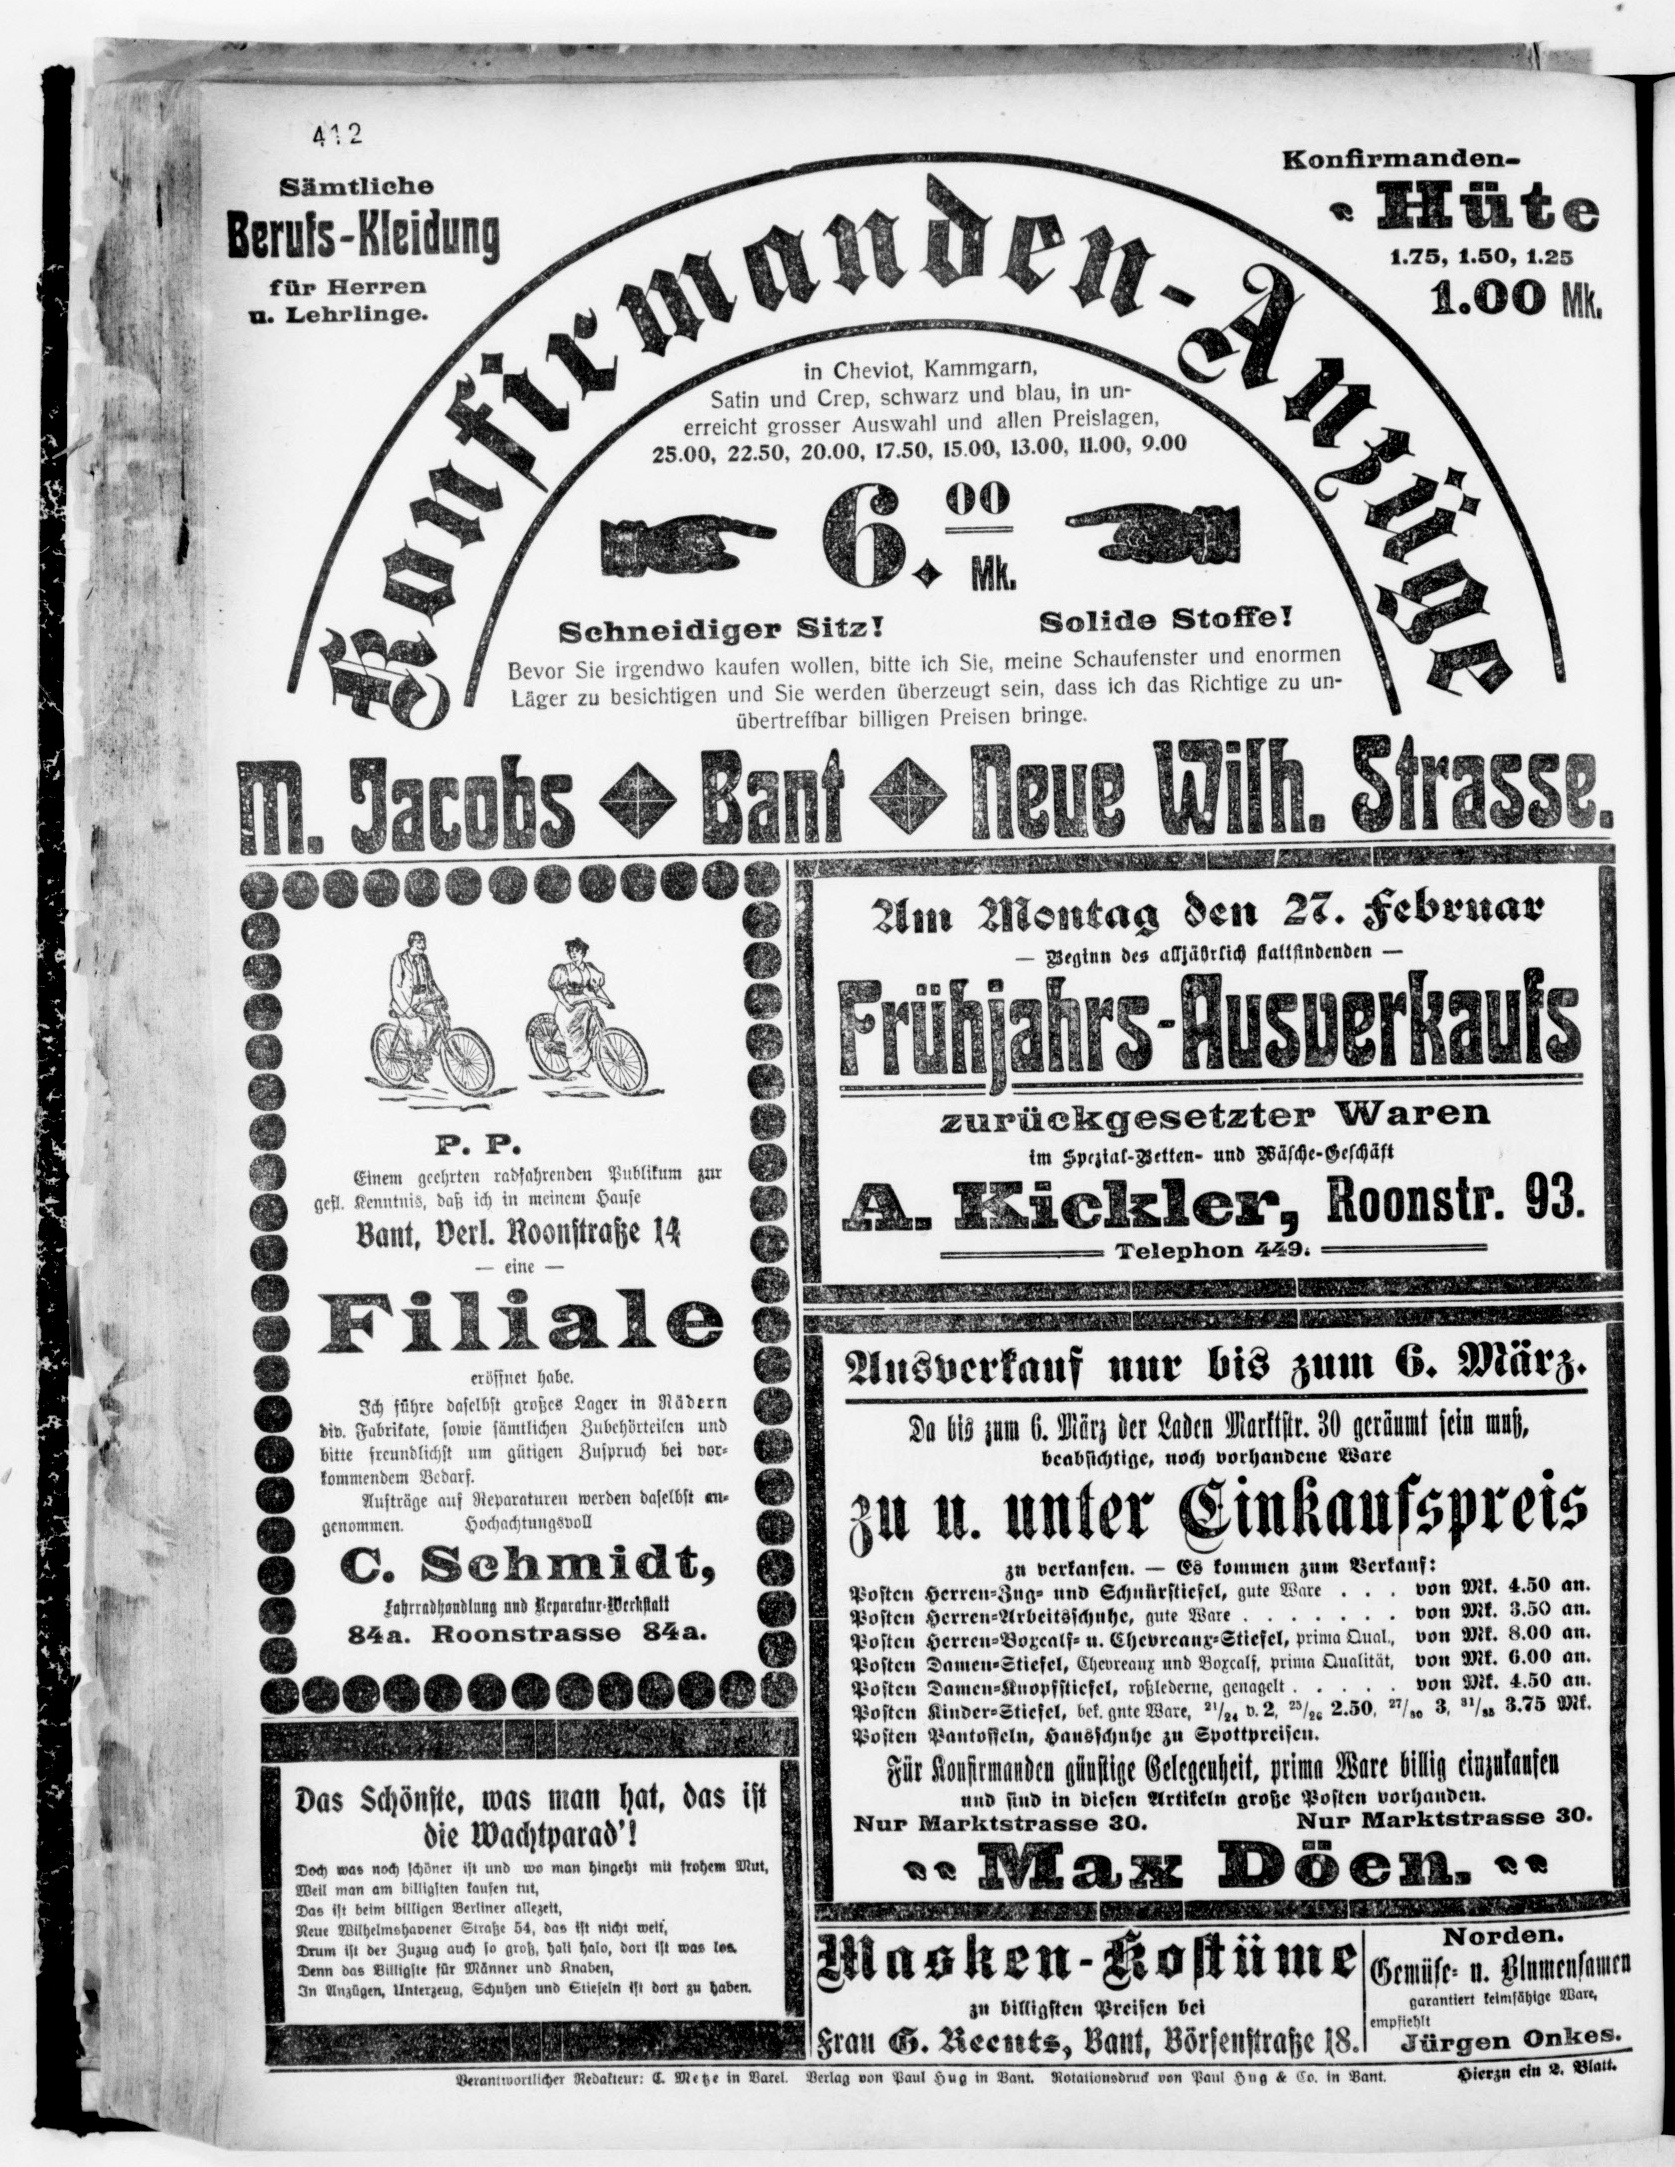 412
Sämtliche
Berufs-Kleidung
für Herren
u. Lehrlinge.
Konfirmanden-
Hüte
1.75, 1.50, 1.25
1.00 Mk.
Konfirmanden-Anzüge
in Cheviot, Kammgarn,
Satin und Crep, schwarz und blau, in un-
erreicht grosser Auswahl und allen Preislagen,
25.00, 22.50, 20.00, 17.50, 15.00, 13.00, 11.00, 9.00
6.00 Mk.
Schneidiger Sitz! Solide Stoffe!
Bevor Sie irgendwo kaufen wollen, bitte ich Sie, meine Schaufenster und enormen
Läger zu besichtigen und Sie werden überzeugt sein, dass ich das Richtige zu un-
übertreffbar billigen Preisen bringe.
M. Jacobs ◆ Bant ◆ Neue Wilh. Strasse.
P. P.
Einem geehrten radfahrenden Publikum zur
gefl. Kenntnis, daß ich in meinem Hause
Bant, Verl. Roonstraße 14
— eine —
Filiale
eröffnet habe.
Ich führe daselbst großes Lager in Rädern
div. Fabrikate, sowie sämtlichen Zubehörteilen und
bitte freundlichst um gütigen Zuspruch bei vor-
kommendem Bedarf.
Aufträge auf Reparaturen werden daselbst an-
genommen. Hochachtungsvoll
C. Schmidt,
Fahrradhandlung und Reparatur-Werkstatt
84a. Roonstrasse 84a.
Das Schönste, was man hat, das ist
die Wachtparad'!
Doch was noch schöner ist und wo man hingeht mit frohem Mut,
Weil man am billigsten kaufen tut,
Das ist beim billigen Berliner allezeit,
Neue Wilhelmshavener Straße 54, das ist nicht weit,
Drum ist der Zuzug auch so groß, hali halo, dort ist was los.
Denn das Billigste für Männer und Knaben,
In Anzügen, Unterzeug, Schuhen und Stiefeln ist dort zu haben.
Am Montag den 27. Februar
— Beginn des alljährlich stattfindenden —
Frühjahrs-Ausverkaufs
zurückgesetzter Waren
im Spezial-Betten- und Wäsche-Geschäft
A. Kickler, Roonstr. 93.
Telephon 449.
Ausverkauf nur bis zum 6. März.
Da bis zum 6. März der Laden Marktstr. 30 geräumt sein muß,
beabsichtige, noch vorhandene Ware
zu u. unter Einkaufspreis
zu verkaufen. — Es kommen zum Verkauf:
Posten Herren-Zug- und Schnürstiefel, gute Ware . . . von Mk. 4.50 an.
Posten Herren-Arbeitsschuhe, gute Ware . . . . . . . von Mk. 3.50 an.
Posten Herren-Boxcalf- u. Chevreaux-Stiefel, prima Qual., von Mk. 8.00 an.
Posten Damen-Stiefel, Chevreaux und Boxcalf, prima Qualität, von Mk. 6.00 an.
Posten Damen-Knopfstiefel, roßlederne, genagelt . . . . . von Mk. 4.50 an.
Posten Kinder-Stiefel, bek. gute Ware, 21/24 v. 2, 25/26 2.50, 27/30 3, 31/35 3.75 Mk.
Posten Pantoffeln, Hausschuhe zu Spottpreisen.
Für Konfirmanden günstige Gelegenheit, prima Ware billig einzukaufen
und sind in diesen Artikeln große Posten vorhanden.
Nur Marktstrasse 30. Nur Marktstrasse 30.
Max Döen.
Masken-Kostüme
zu billigsten Preisen bei
Frau G. Reents, Bant, Börsenstraße 18.
Norden.
Gemüse- u. Blumensamen
garantiert keimfähige Ware,
empfiehlt
Jürgen Onkes.
Verantwortlicher Redakteur: C. Metze in Varel. Verlag von Paul Hug in Bant. Rotationsdruck von Paul Hug & Co. in Bant. Hierzu ein 2. Blatt.